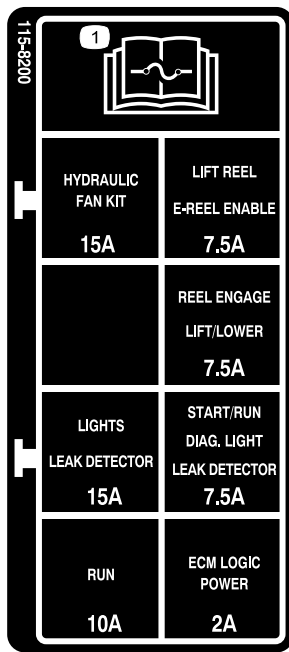 115-8200
1
HYDRAULIC
FAN KIT
15A
LIFT REEL
E-REEL ENABLE
7.5A
REEL ENGAGE
LIFT/LOWER
7.5A
LIGHTS
LEAK DETECTOR
15A
START/RUN
DIAG. LIGHT
LEAK DETECTOR
7.5A
RUN
10A
ECM LOGIC
POWER
2A